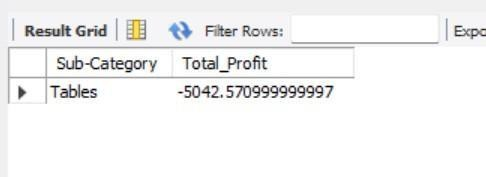 Result Grid Filter Rows: Expo
Sub-Category Total_Profit
Tables -5042.570999999997